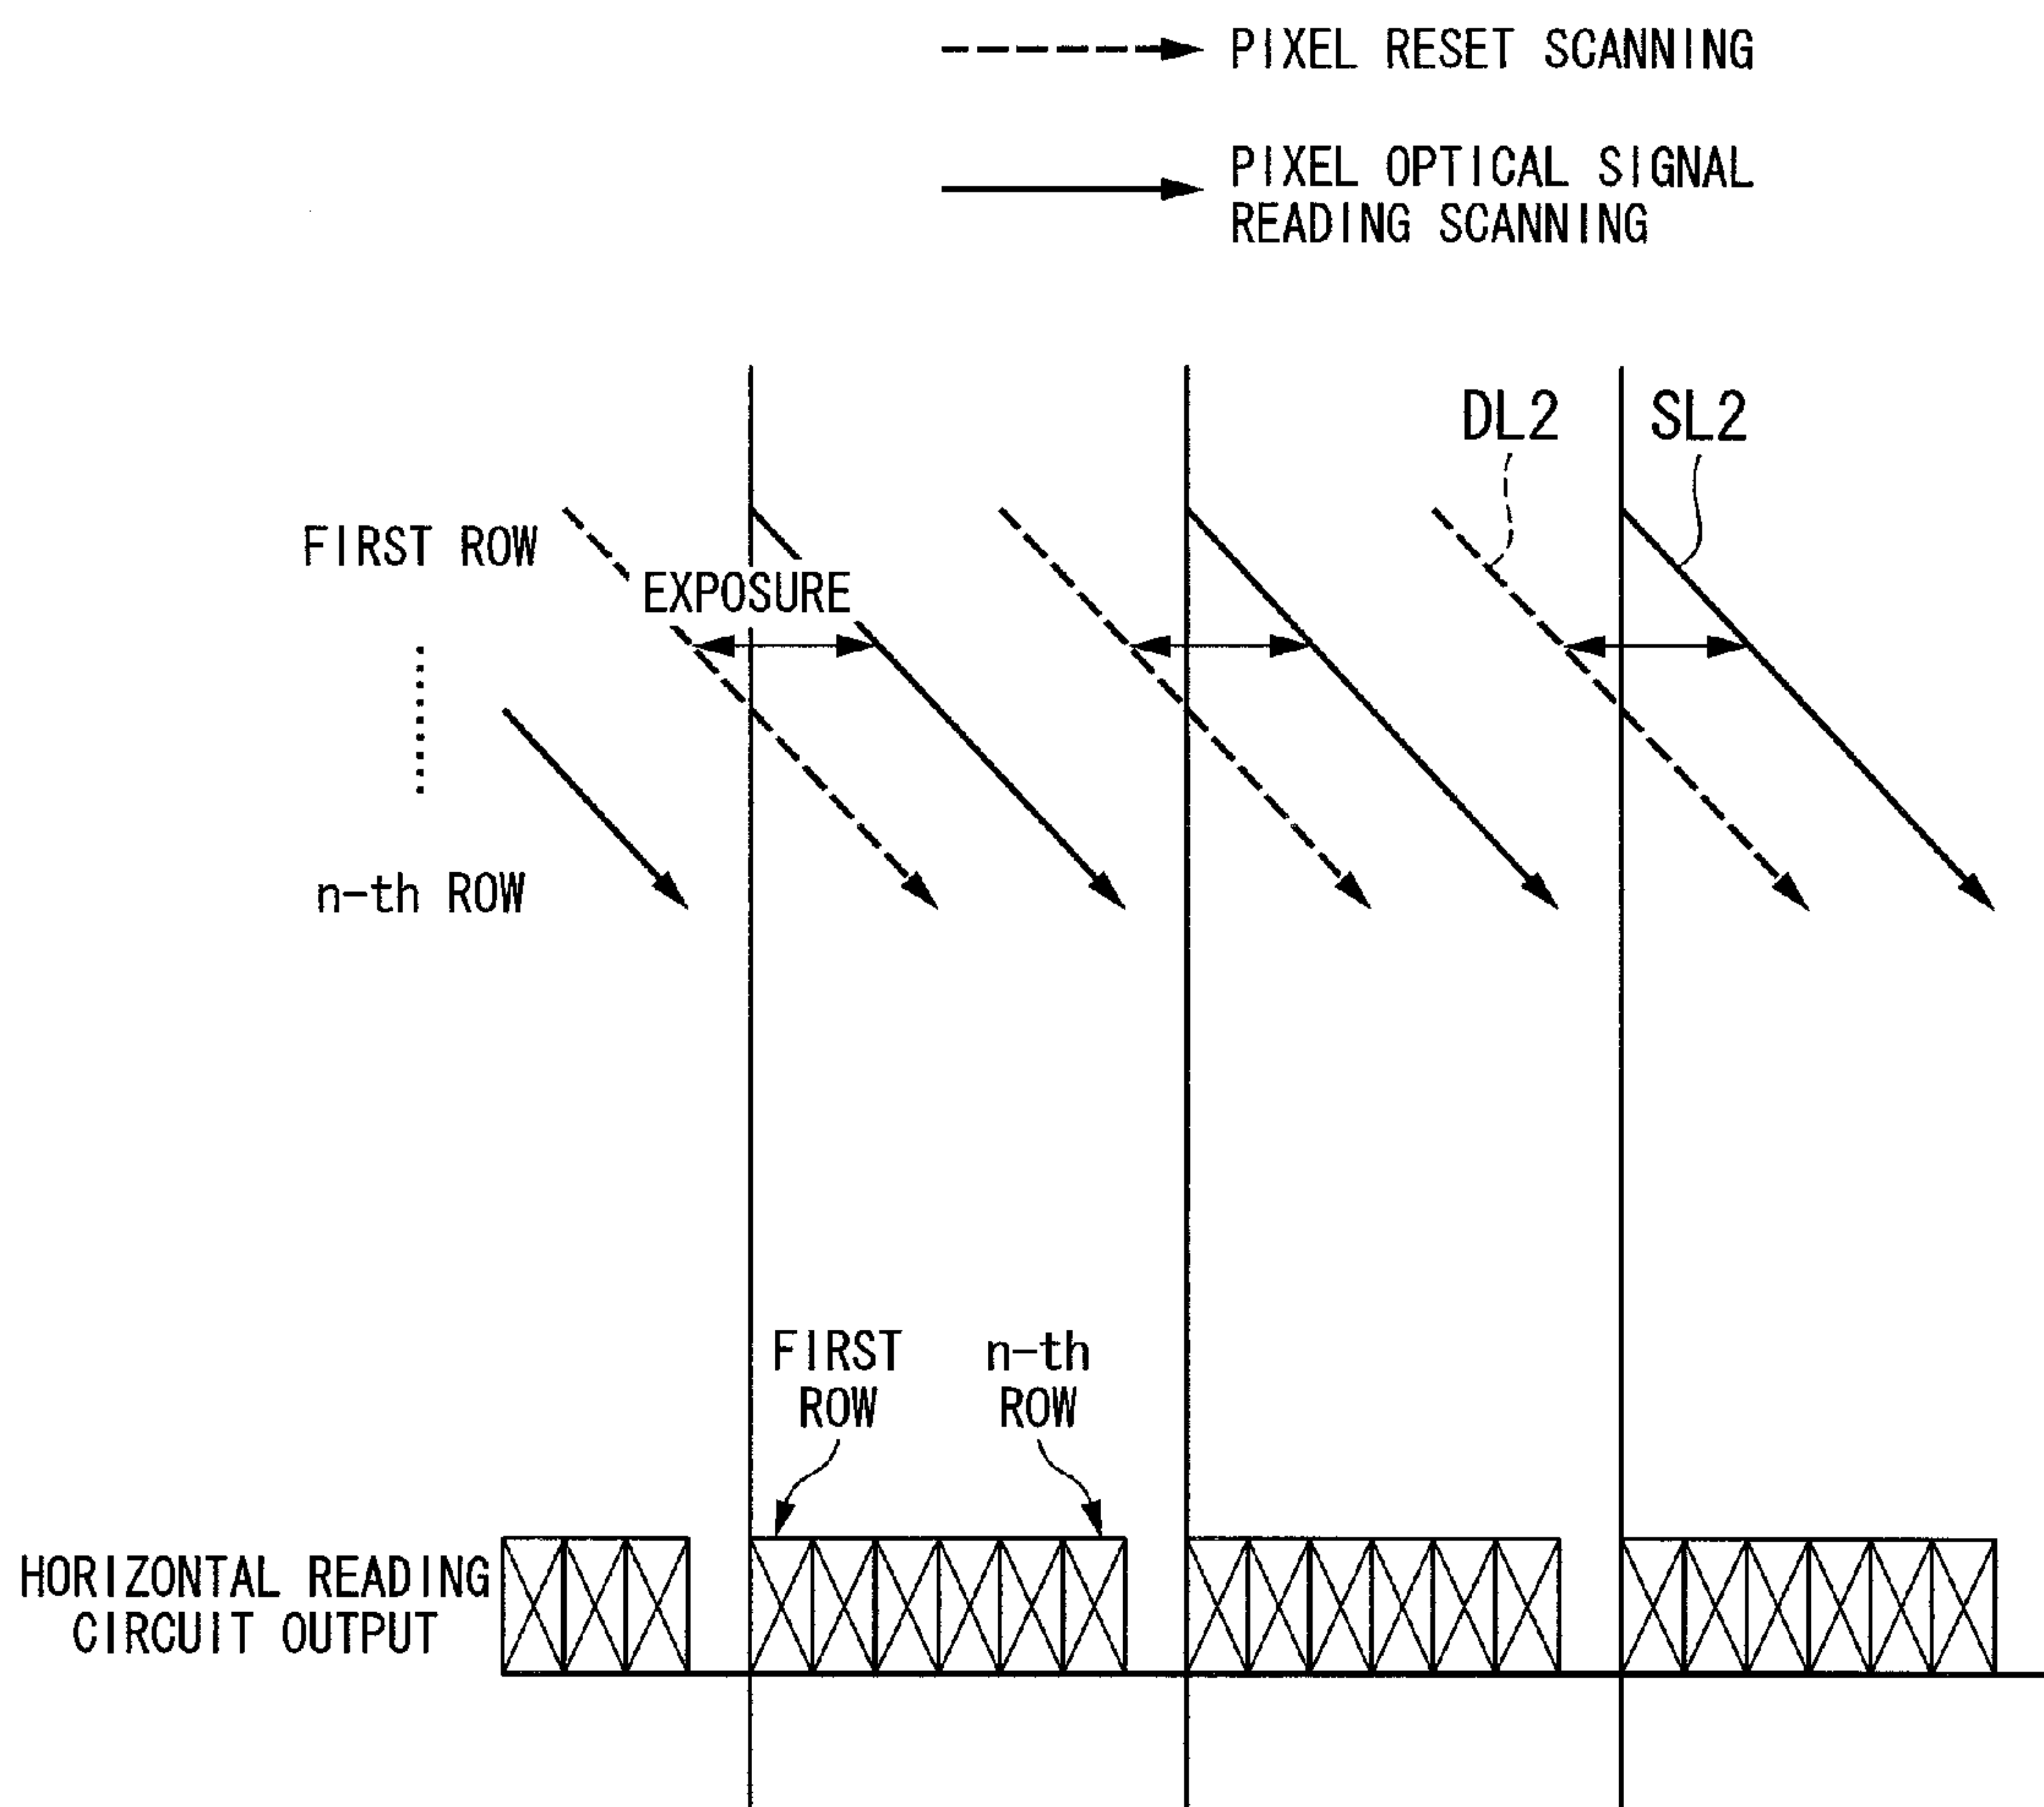 PIXEL RESET SCANNING
PIXEL OPTICAL SIGNAL
READING SCANNING
DL2
SL2
FIRST ROW
EXPOSURE
n-th ROW
FIRST
ROW
n-th
ROW
HORIZONTAL READING
CIRCUIT OUTPUT